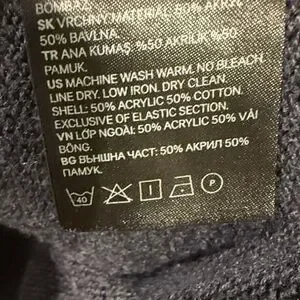 BOMBAŽ.
SK VRCHNÝ MATERIÁL: 50% AKRYL
50% BAVLNA.
TR ANA KUMAŞ: %50 AKRİLİK %50
PAMUK.
US MACHINE WASH WARM. NO BLEACH.
LINE DRY. LOW IRON. DRY CLEAN.
SHELL: 50% ACRYLIC 50% COTTON.
EXCLUSIVE OF ELASTIC SECTION.
VN LỚP NGOÀI: 50% ACRYLIC 50% VẢI
BÔNG.
BG ВЪНШНА ЧАСТ: 50% АКРИЛ 50%
ПАМУК.
40 P